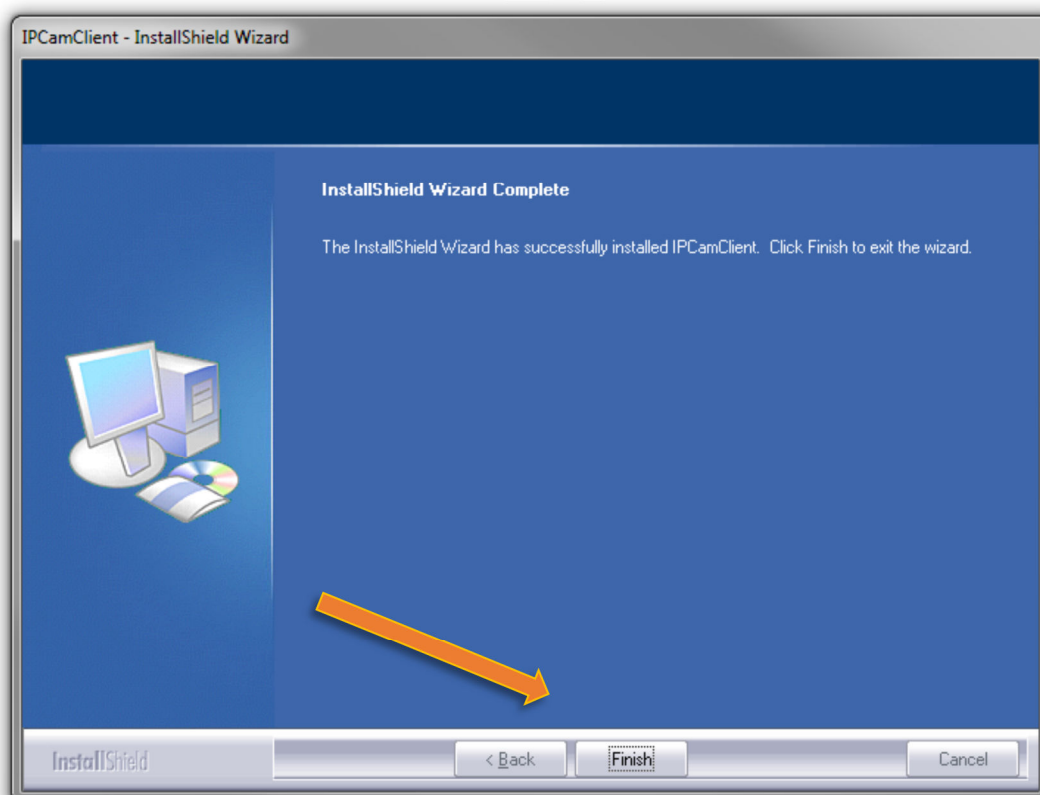 IPCamClient - InstallShield Wizard
InstallShield Wizard Complete
The InstallShield Wizard has successfully installed IPCamClient.  Click Finish to exit the wizard.
InstallShield
< Back
Finish
Cancel